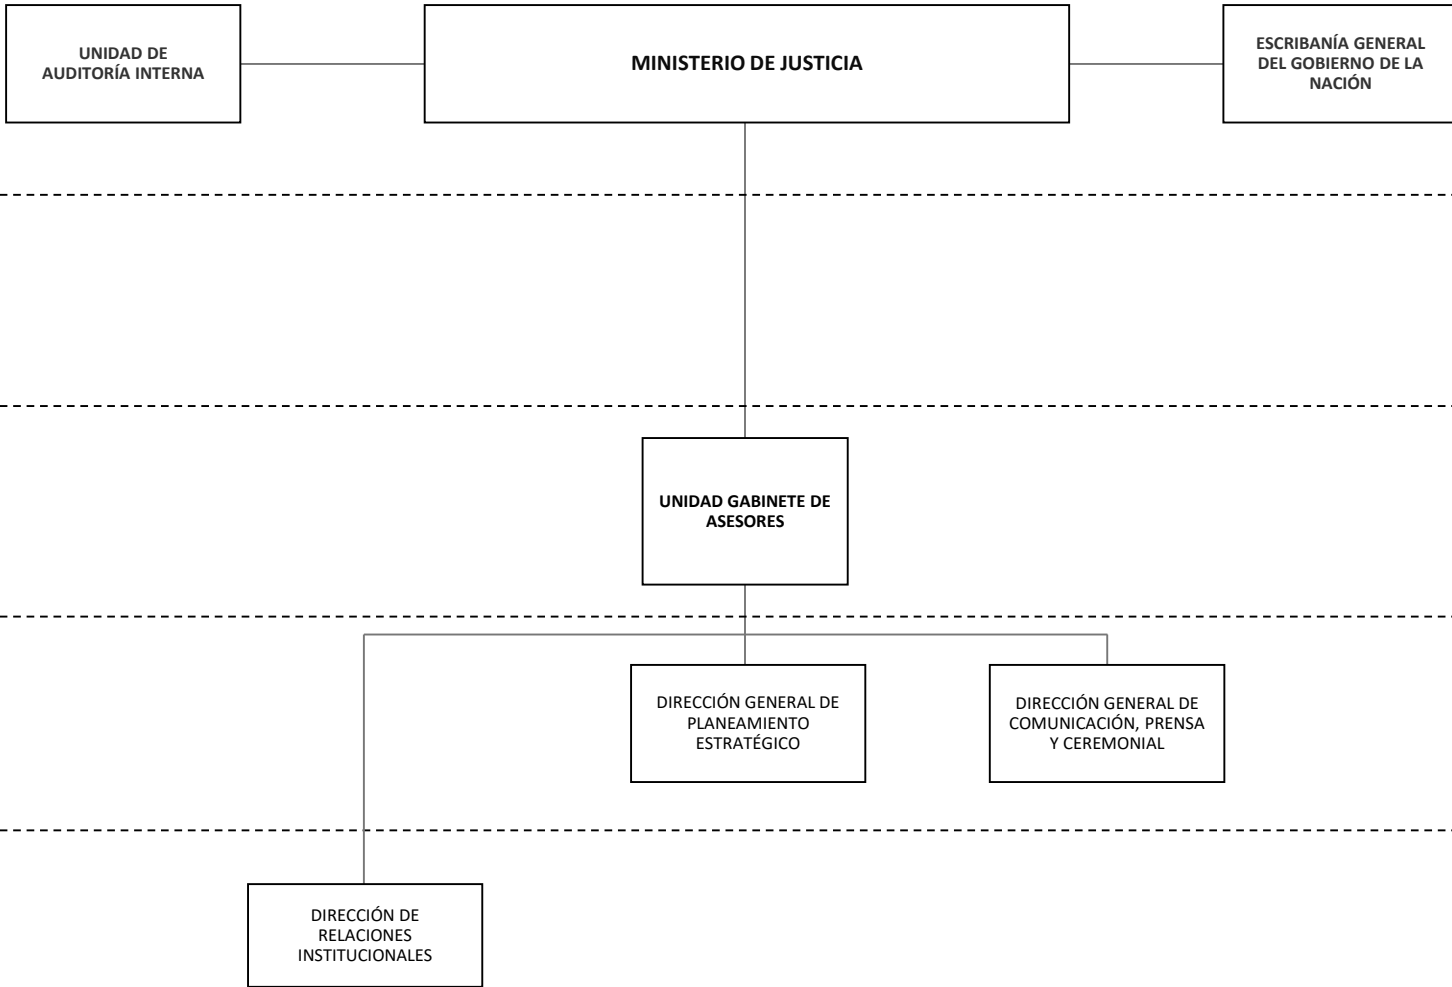 UNIDAD DE
AUDITORÍA INTERNA
MINISTERIO DE JUSTICIA
ESCRIBANÍA GENERAL
DEL GOBIERNO DE LA
NACIÓN
UNIDAD GABINETE DE
ASESORES
DIRECCIÓN GENERAL DE
PLANEAMIENTO
ESTRATÉGICO
DIRECCIÓN GENERAL DE
COMUNICACIÓN, PRENSA
Y CEREMONIAL
DIRECCIÓN DE
RELACIONES
INSTITUCIONALES